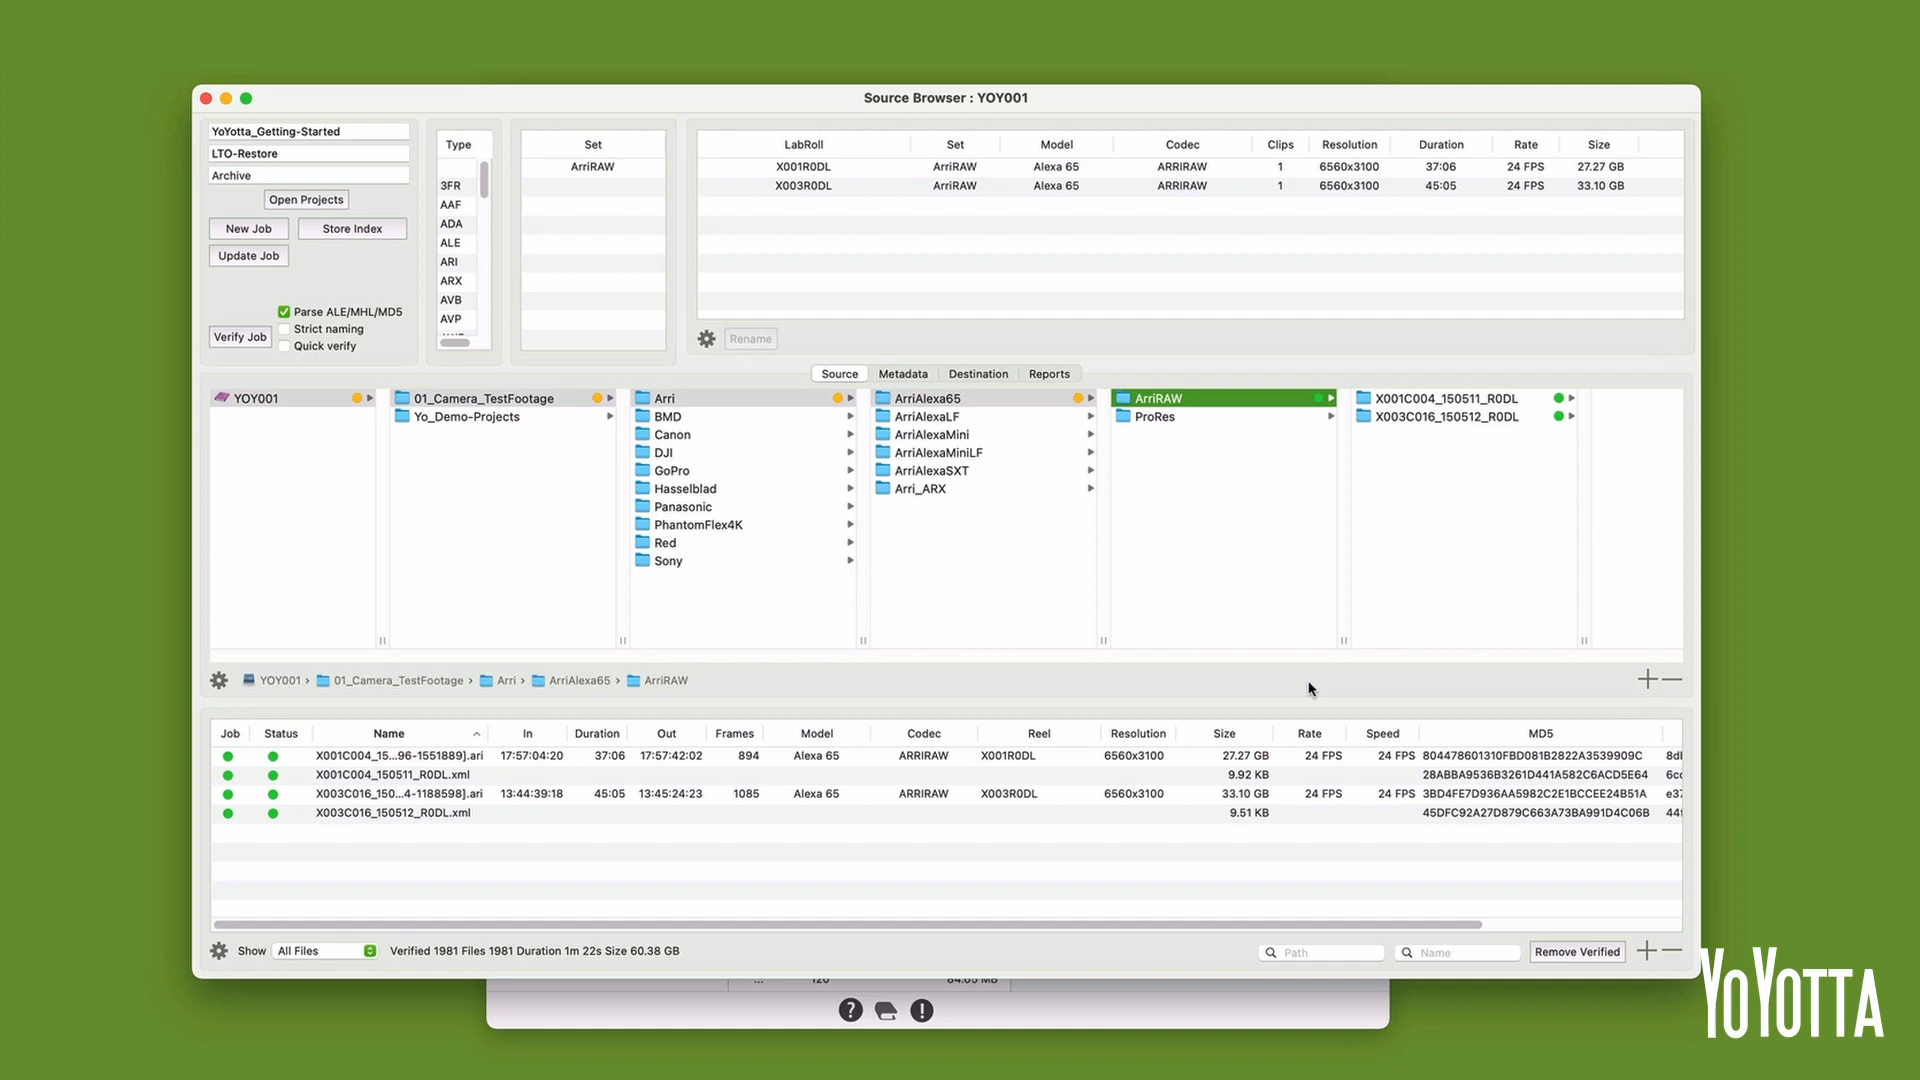 Source Browser : YOY001
YoYotta_Getting-Started
LTO-Restore
Archive
Open Projects
New Job
Store Index
Update Job
Parse ALE/MHL/MD5
Strict naming
Verify Job
Quick verify
Type
3FR
AAF
ADA
ALE
ARI
ARX
AVB
AVP
Set
ArriRAW
LabRoll Set Model Codec Clips Resolution Duration Rate Size
X001R0DL ArriRAW Alexa 65 ARRIRAW 1 6560x3100 37:06 24 FPS 27.27 GB
X003R0DL ArriRAW Alexa 65 ARRIRAW 1 6560x3100 45:05 24 FPS 33.10 GB
Rename
Source Metadata Destination Reports
YOY001
01_Camera_TestFootage
Yo_Demo-Projects
Arri
BMD
Canon
DJI
GoPro
Hasselblad
Panasonic
PhantomFlex4K
Red
Sony
ArriAlexa65
ArriAlexaLF
ArriAlexaMini
ArriAlexaMiniLF
ArriAlexaSXT
Arri_ARX
ArriRAW
ProRes
X001C004_150511_R0DL
X003C016_150512_R0DL
YOY001 › 01_Camera_TestFootage › Arri › ArriAlexa65 › ArriRAW
Job Status Name In Duration Out Frames Model Codec Reel Resolution Size Rate Speed MD5
X001C004_15...96-1551889].ari 17:57:04:20 37:06 17:57:42:02 894 Alexa 65 ARRIRAW X001R0DL 6560x3100 27.27 GB 24 FPS 24 FPS 804478601310FBD081B2822A3539909C
X001C004_150511_R0DL.xml 9.92 KB 28ABBA9536B3261D441A582C6ACD5E64
X003C016_150...4-1188598].ari 13:44:39:18 45:05 13:45:24:23 1085 Alexa 65 ARRIRAW X003R0DL 6560x3100 33.10 GB 24 FPS 24 FPS 3BD4FE7D936AA5982C2E1BCCEE24B51A
X003C016_150512_R0DL.xml 9.51 KB 45DFC92A27D879C663A73BA991D4C06B
Show All Files Verified 1981 Files 1981 Duration 1m 22s Size 60.38 GB Path Name Remove Verified
YOYOTTA